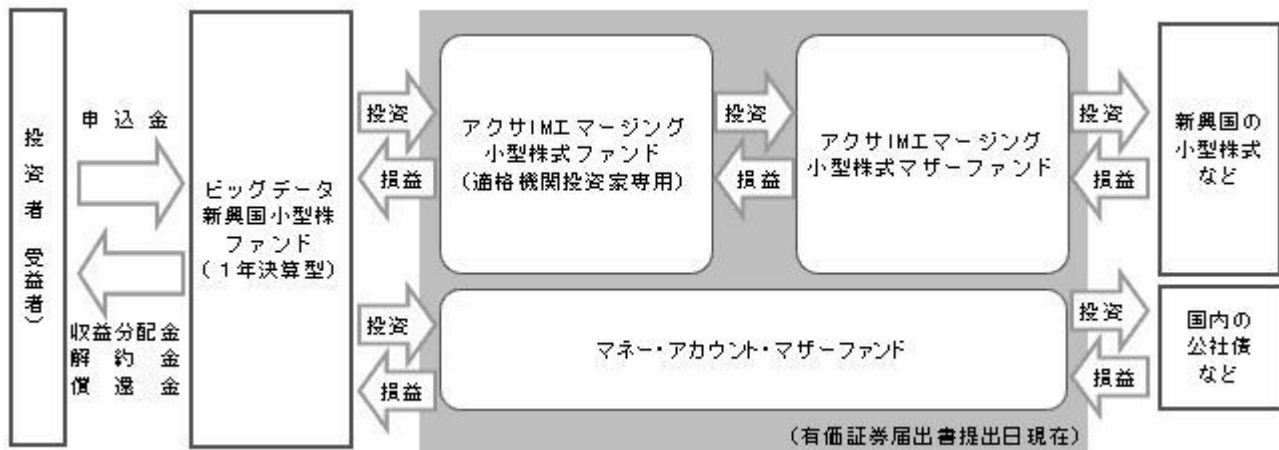 投資者 受益者）
申込金
収益分配金
解約金
償還金
ビッグデータ
新興国小型株
ファンド
（１年決算型）
投資
損益
アクサIMエマージング
小型株式ファンド
（適格機関投資家専用）
投資
損益
アクサIMエマージング
小型株式マザーファンド
投資
損益
新興国の
小型株式
など
投資
損益
マネー・アカウント・マザーファンド
投資
損益
国内の
公社債
など
（有価証券届出書提出日現在）